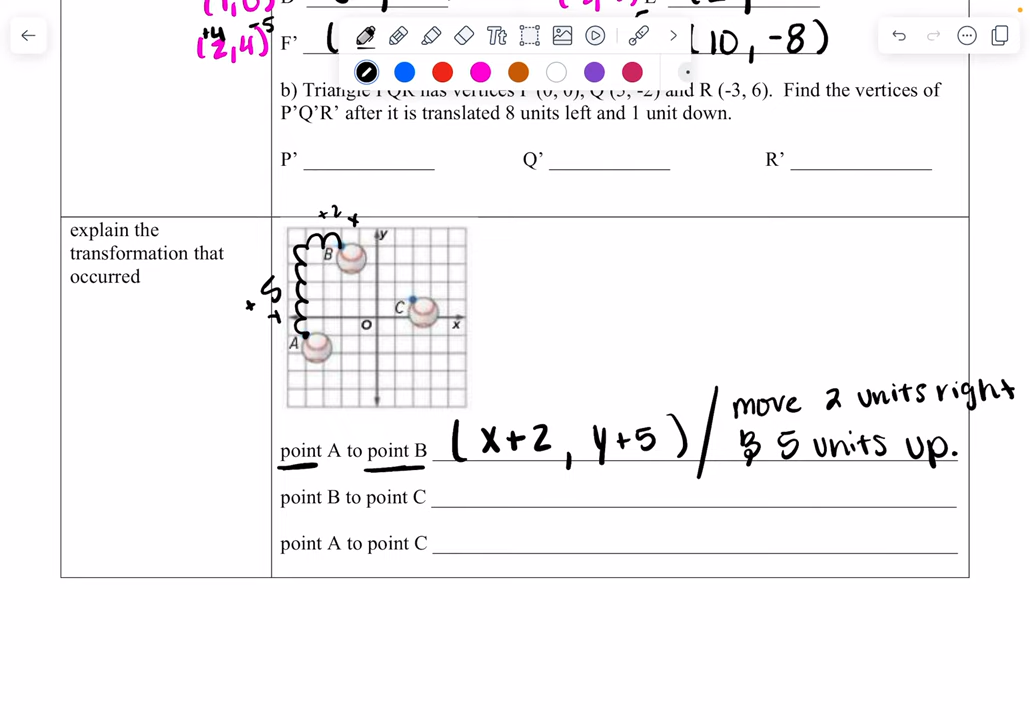 (1,0)
+4 -5
(2,4) F’ ( (10, -8)
Tt
b) Triangle PQR has vertices P (0, 0), Q (5, -2) and R (-3, 6). Find the vertices of
P’Q’R’ after it is translated 8 units left and 1 unit down.
P’ Q’ R’
explain the
transformation that
occurred
+2
y
B
+5
C
O x
A
point A to point B (x+2, y+5) / move 2 units right
& 5 units up.
point B to point C
point A to point C